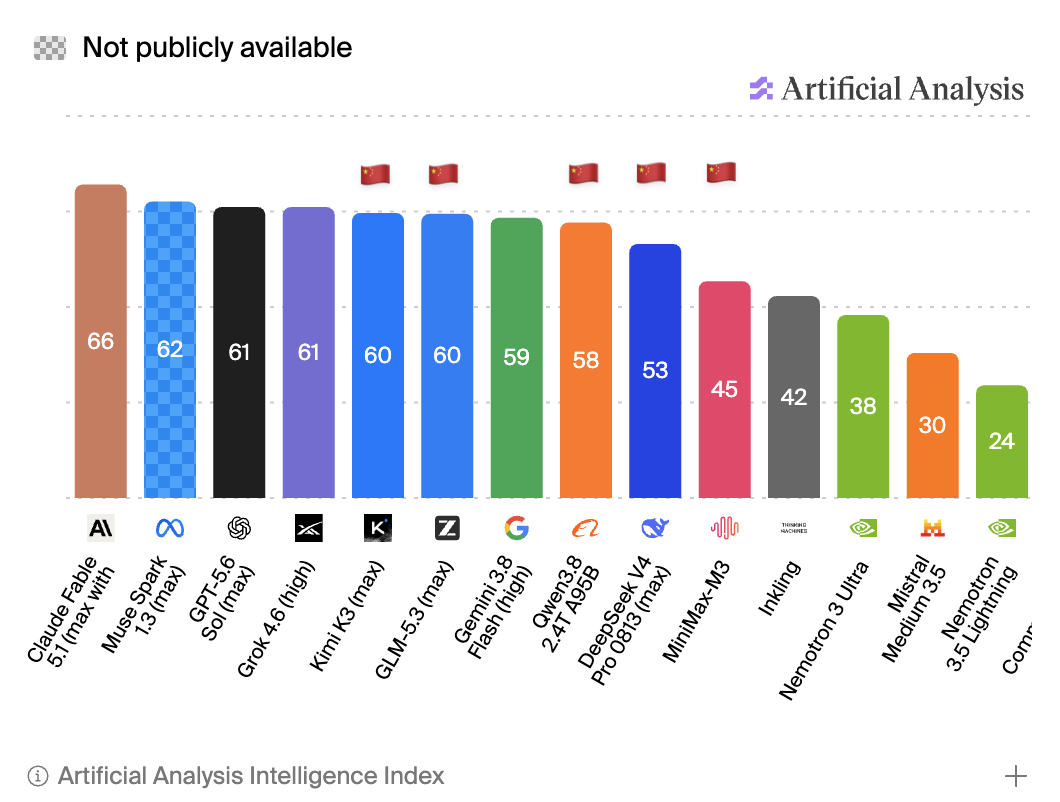 Not publicly available
Artificial Analysis
66
62
61
61
60
60
59
58
53
45
42
38
30
24
THINKING
MACHINES
Claude Fable
5.1 (max with
Muse Spark
1.3 (max)
GPT-5.6
Sol (max)
Grok 4.6 (high)
Kimi K3 (max)
GLM-5.3 (max)
Gemini 3.8
Flash (high)
Qwen3.8
2.4T A95B
DeepSeek V4
Pro 0813 (max)
MiniMax-M3
Inkling
Nemotron 3 Ultra
Mistral
Medium 3.5
Nemotron
3.5 Lightning
Artificial Analysis Intelligence Index